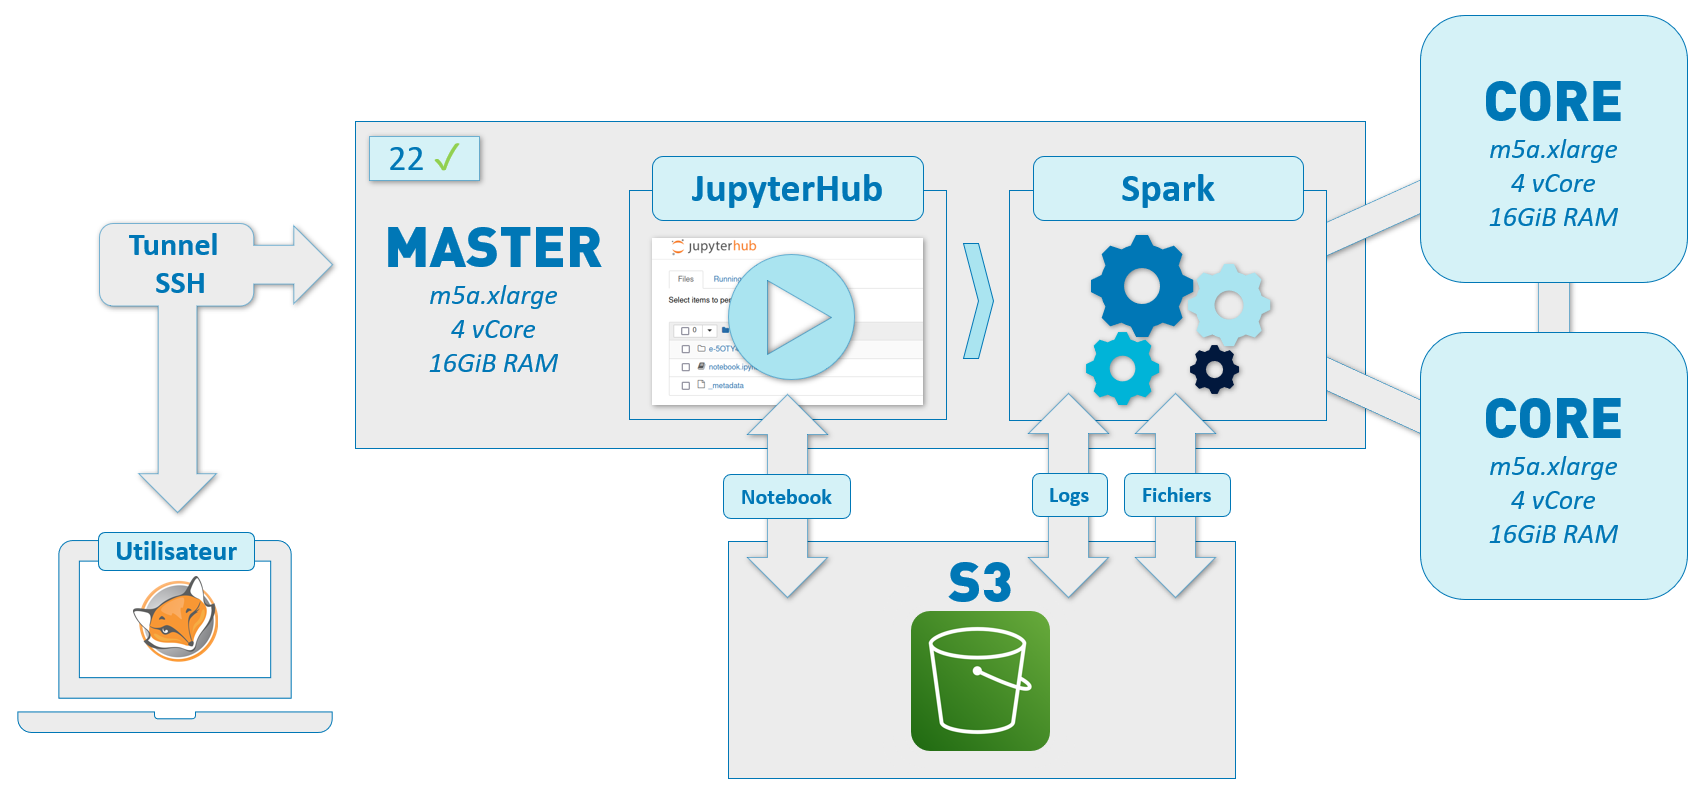 CORE
m5a.xlarge
4 vCore
16GiB RAM
22 ✓
JupyterHub
Spark
MASTER
m5a.xlarge
4 vCore
16GiB RAM
Tunnel
SSH
jupyterhub
Files
Running
Select items to per
0
e-5OTY
notebook.ipyn
_metadata
CORE
m5a.xlarge
4 vCore
16GiB RAM
Notebook
Logs
Fichiers
Utilisateur
S3